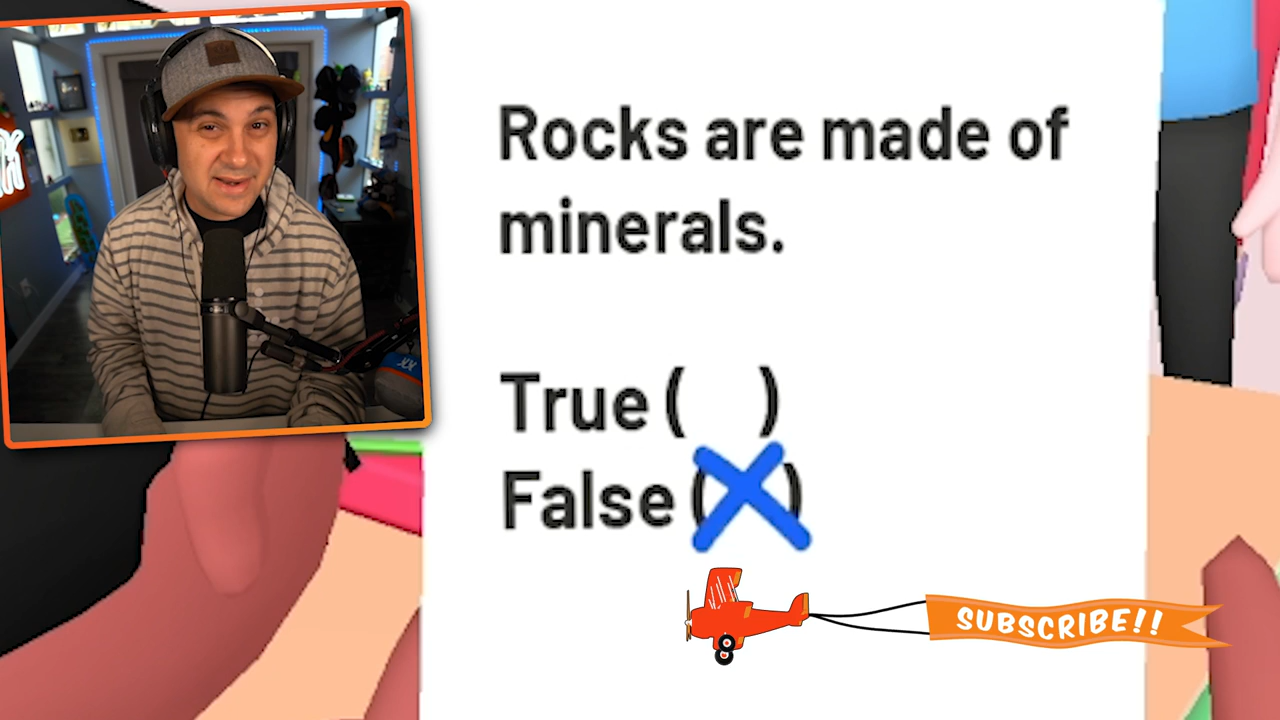 Rocks are made of
minerals.
True ( )
False (X)
SUBSCRIBE!!